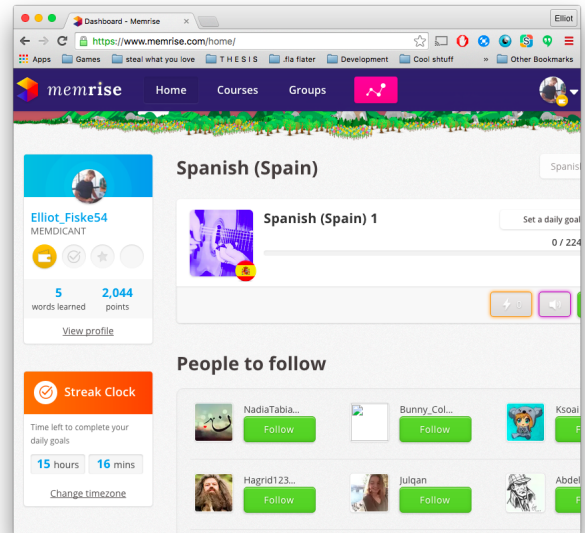 Dashboard - Memrise
Elliot
https://www.memrise.com/home/
Apps Games steal what you love T H E S I S .fla flater Development Cool shtuff » Other Bookmarks
memrise Home Courses Groups
Spanish (Spain)
Spanish
Elliot_Fiske54
MEMDICANT
5 2,044
words learned points
View profile
Spanish (Spain) 1
Set a daily goal
0 / 224
People to follow
Streak Clock
Time left to complete your
daily goals
15 hours 16 mins
Change timezone
NadiaTabia... Bunny_Col... Ksoai
Follow Follow F
Hagrid123... Julqan Abdel
Follow Follow F